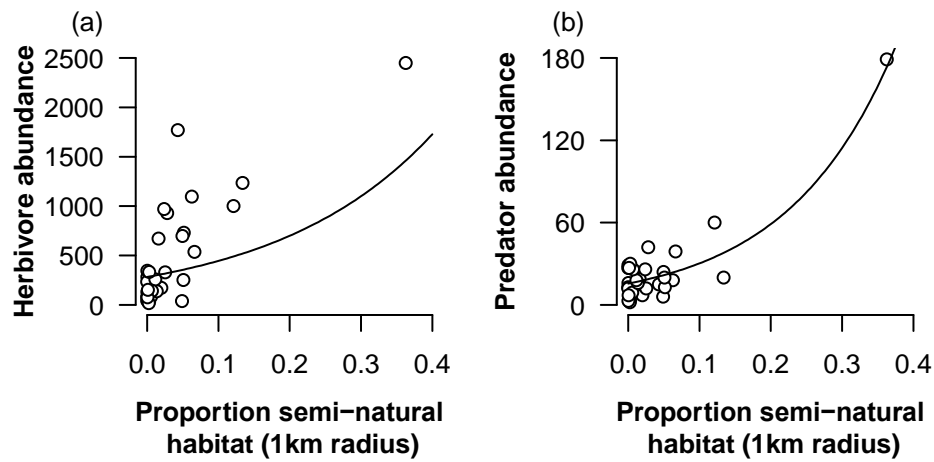 (a)
Herbivore abundance
2500
2000
1500
1000
500
0
0.0 0.1 0.2 0.3 0.4
Proportion semi−natural
habitat (1km radius)
(b)
Predator abundance
180
120
60
0
0.0 0.1 0.2 0.3 0.4
Proportion semi−natural
habitat (1km radius)